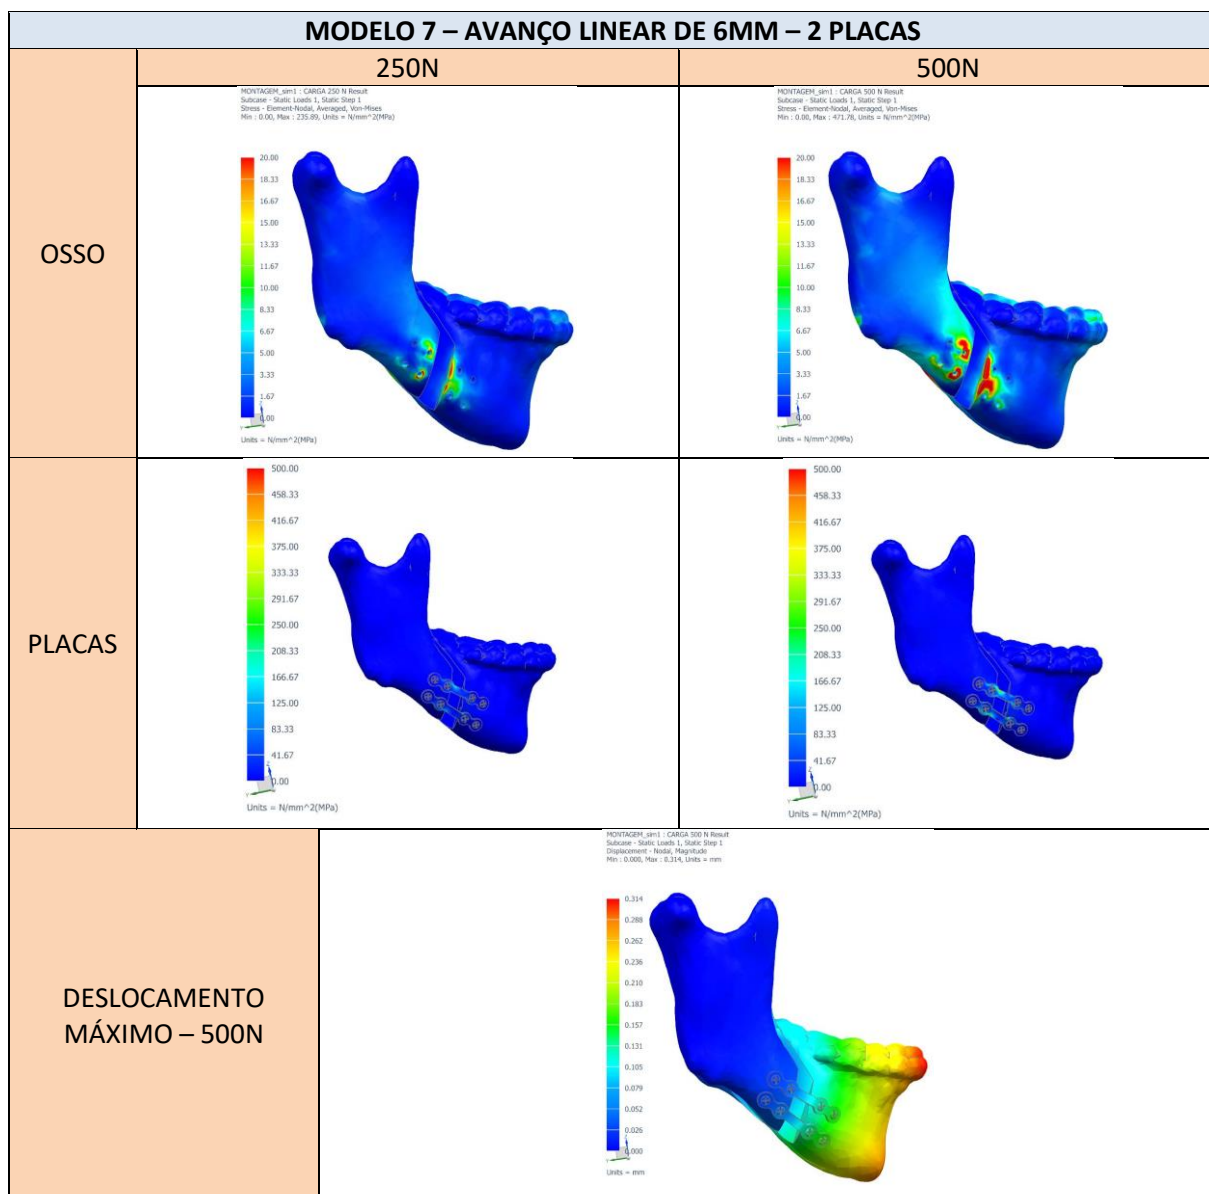 MODELO 7 – AVANÇO LINEAR DE 6MM – 2 PLACAS
250N
500N
OSSO
MONTAGEM_sim1 : CARGA 250 N Result
Subcase - Static Loads 1, Static Step 1
Stress - Element-Nodal, Averaged, Von-Mises
Min : 0.00, Max : 235.89, Units = N/mm^2(MPa)
20.00
18.33
16.67
15.00
13.33
11.67
10.00
8.33
6.67
5.00
3.33
1.67
0.00
Units = N/mm^2(MPa)
MONTAGEM_sim1 : CARGA 500 N Result
Subcase - Static Loads 1, Static Step 1
Stress - Element-Nodal, Averaged, Von-Mises
Min : 0.00, Max : 471.78, Units = N/mm^2(MPa)
20.00
18.33
16.67
15.00
13.33
11.67
10.00
8.33
6.67
5.00
3.33
1.67
0.00
Units = N/mm^2(MPa)
PLACAS
500.00
458.33
416.67
375.00
333.33
291.67
250.00
208.33
166.67
125.00
83.33
41.67
0.00
Units = N/mm^2(MPa)
500.00
458.33
416.67
375.00
333.33
291.67
250.00
208.33
166.67
125.00
83.33
41.67
0.00
Units = N/mm^2(MPa)
DESLOCAMENTO
MÁXIMO – 500N
MONTAGEM_sim1 : CARGA 500 N Result
Subcase - Static Loads 1, Static Step 1
Displacement - Nodal, Magnitude
Min : 0.000, Max : 0.314, Units = mm
0.314
0.288
0.262
0.236
0.210
0.183
0.157
0.131
0.105
0.079
0.052
0.026
0.000
Units = mm